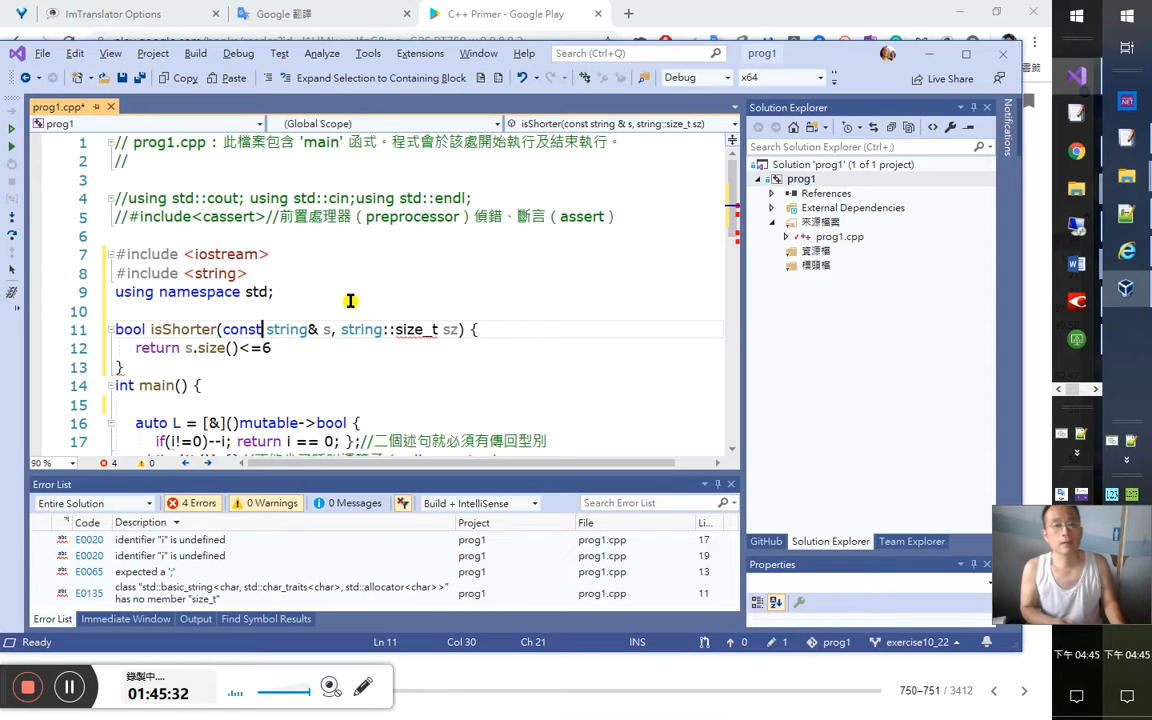 ImTranslator Options
Google 翻譯
C++ Primer - Google Play
File Edit View Project Build Debug Test Analyze Tools Extensions Window Help Search (Ctrl+Q) prog1
Copy Paste Expand Selection to Containing Block Debug x64 Live Share
prog1.cpp*
prog1 (Global Scope) isShorter(const string & s, string::size_t sz)
1 // prog1.cpp : 此檔案包含 'main' 函式。程式會於該處開始執行及結束執行。
2 //
3
4 //using std::cout; using std::cin;using std::endl;
5 //#include<cassert>//前置處理器（preprocessor）偵錯、斷言（assert）
6
7 #include <iostream>
8 #include <string>
9 using namespace std;
10
11 bool isShorter(const string& s, string::size_t sz) {
12 return s.size()<=6
13 }
14 int main() {
15
16 auto L = [&]()mutable->bool {
17 if(i!=0)--i; return i == 0; };//二個述句就必須有傳回型別
90 % 4 0
Solution Explorer
Search Solution Explorer (Ctrl+;)
Solution 'prog1' (1 of 1 project)
prog1
References
External Dependencies
來源檔案
prog1.cpp
資源檔
標頭檔
Notifications
GitHub Solution Explorer Team Explorer
Properties
Error List
Entire Solution 4 Errors 0 Warnings 0 Messages Build + IntelliSense Search Error List
Code Description Project File Li...
abc E0020 identifier "i" is undefined prog1 prog1.cpp 17
abc E0020 identifier "i" is undefined prog1 prog1.cpp 19
abc E0065 expected a ';' prog1 prog1.cpp 13
abc E0135 class "std::basic_string<char, std::char_traits<char>, std::allocator<char>>" has no member "size_t" prog1 prog1.cpp 11
Error List Immediate Window Output Find Symbol Results
Ready Ln 11 Col 30 Ch 21 INS 0 1 prog1 exercise10_22
錄製中...
01:45:32
750–751 / 3412
下午 04:45 下午 04:45